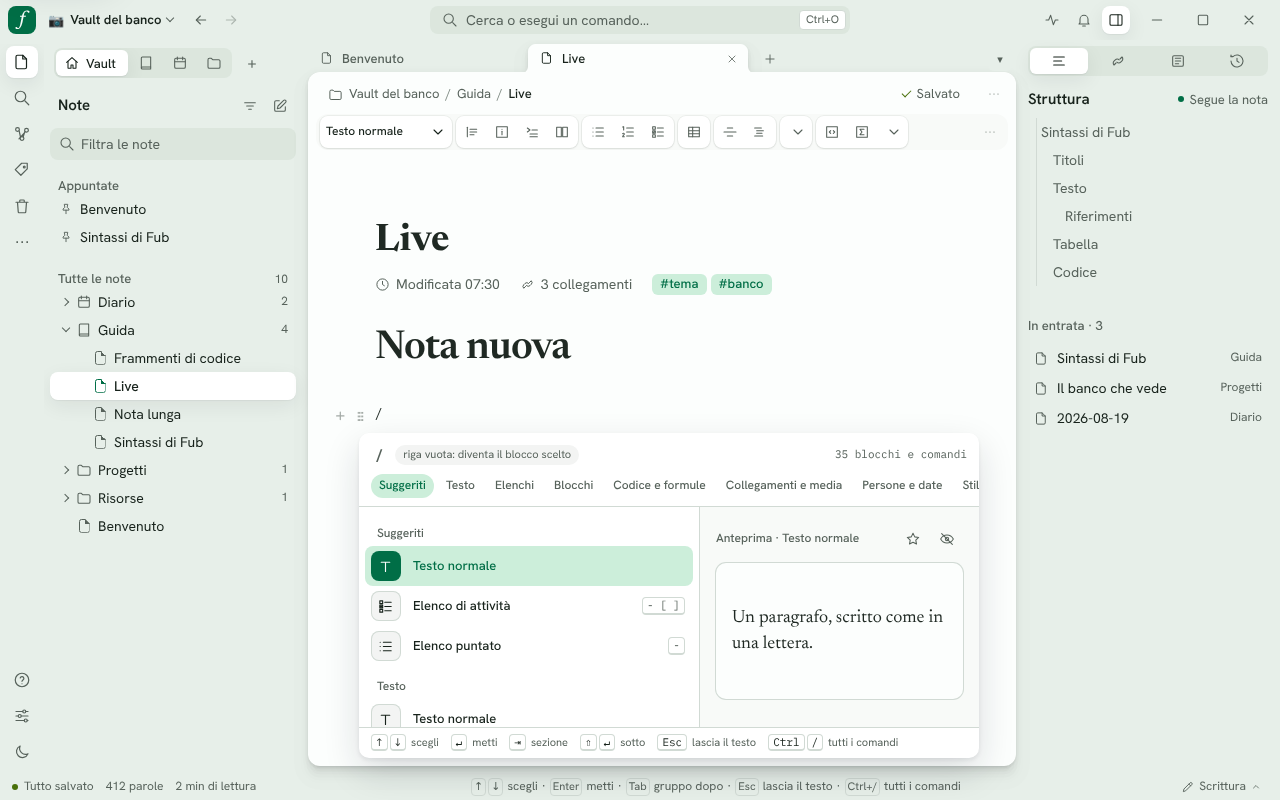 Vault del banco
Cerca o esegui un comando…
Ctrl+O
Vault
Benvenuto
Live
Note
Filtra le note
Appuntate
Benvenuto
Sintassi di Fub
Tutte le note 10
Diario 2
Guida 4
Frammenti di codice
Live
Nota lunga
Sintassi di Fub
Progetti 1
Risorse 1
Benvenuto
Vault del banco / Guida / Live
Salvato
Testo normale
Live
Modificata 07:30 3 collegamenti #tema #banco
Nota nuova
/
/ riga vuota: diventa il blocco scelto 35 blocchi e comandi
Suggeriti Testo Elenchi Blocchi Codice e formule Collegamenti e media Persone e date Stil
Suggeriti
T Testo normale
Elenco di attività - [ ]
Elenco puntato -
Testo
T Testo normale
Anteprima · Testo normale
Un paragrafo, scritto come in
una lettera.
↑ ↓ scegli ↵ metti ⇥ sezione ⇧ ↵ sotto Esc lascia il testo Ctrl / tutti i comandi
Struttura Segue la nota
Sintassi di Fub
Titoli
Testo
Riferimenti
Tabella
Codice
In entrata · 3
Sintassi di Fub Guida
Il banco che vede Progetti
2026-08-19 Diario
Tutto salvato 412 parole 2 min di lettura
↑ ↓ scegli · Enter metti · Tab gruppo dopo · Esc lascia il testo · Ctrl+/ tutti i comandi
Scrittura